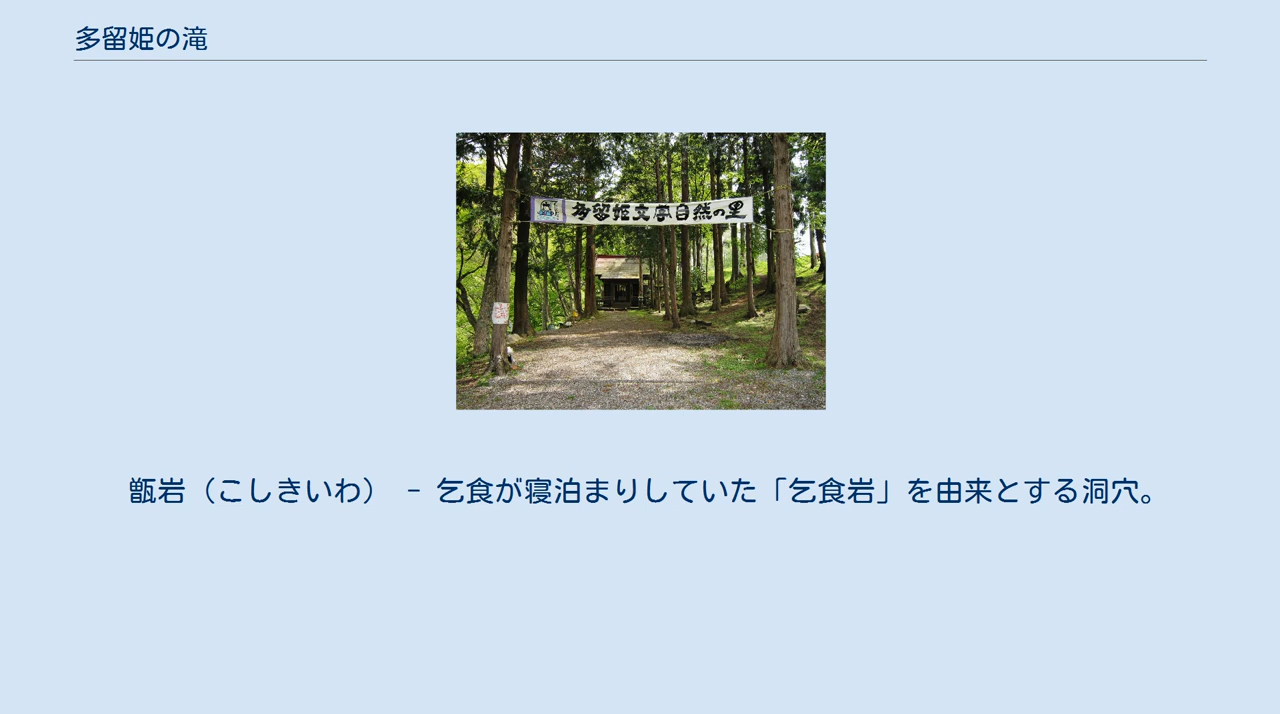 多留姫の滝
多留姫文学自然の里
甑岩（こしきいわ） − 乞食が寝泊まりしていた「乞食岩」を由来とする洞穴。